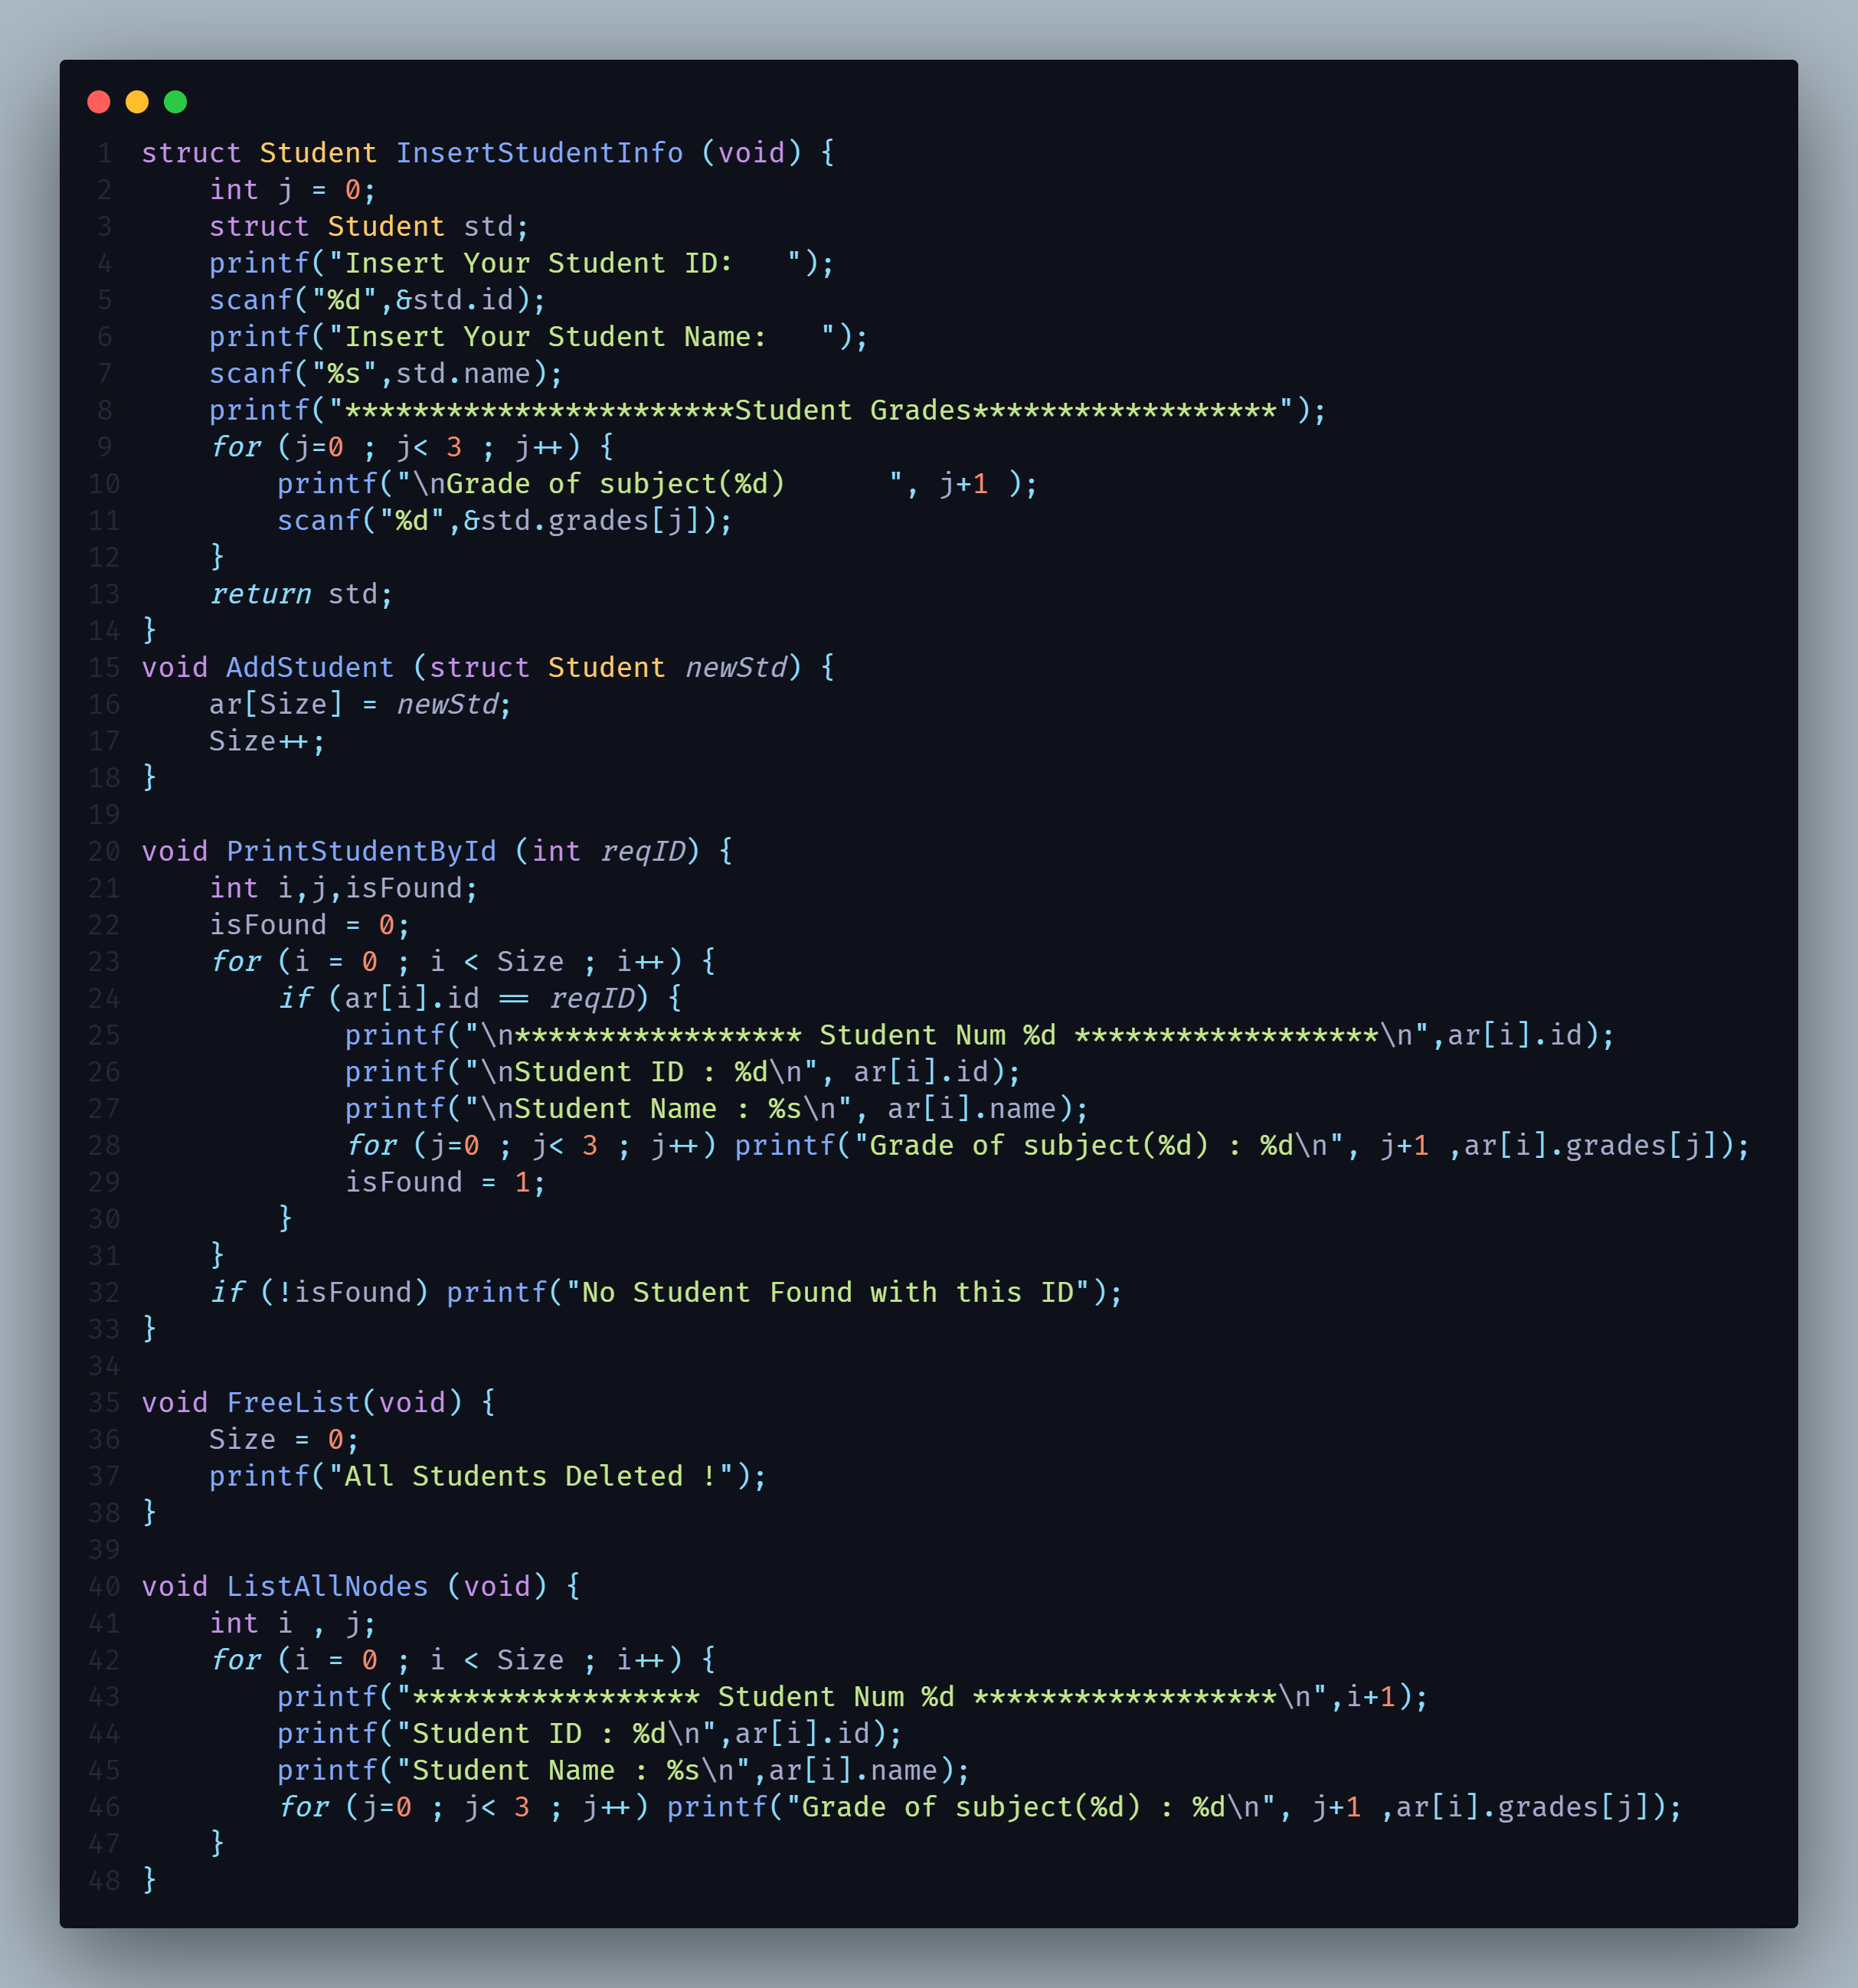 1 struct Student InsertStudentInfo (void) {
2     int j = 0;
3     struct Student std;
4     printf("Insert Your Student ID:   ");
5     scanf("%d",&std.id);
6     printf("Insert Your Student Name:   ");
7     scanf("%s",std.name);
8     printf("***********************Student Grades******************");
9     for (j=0 ; j< 3 ; j++) {
10         printf("\nGrade of subject(%d)      ", j+1 );
11         scanf("%d",&std.grades[j]);
12     }
13     return std;
14 }
15 void AddStudent (struct Student newStd) {
16     ar[Size] = newStd;
17     Size++;
18 }
19
20 void PrintStudentById (int reqID) {
21     int i,j,isFound;
22     isFound = 0;
23     for (i = 0 ; i < Size ; i++) {
24         if (ar[i].id == reqID) {
25             printf("\n***************** Student Num %d ******************\n",ar[i].id);
26             printf("\nStudent ID : %d\n", ar[i].id);
27             printf("\nStudent Name : %s\n", ar[i].name);
28             for (j=0 ; j< 3 ; j++) printf("Grade of subject(%d) : %d\n", j+1 ,ar[i].grades[j]);
29             isFound = 1;
30         }
31     }
32     if (!isFound) printf("No Student Found with this ID");
33 }
34
35 void FreeList(void) {
36     Size = 0;
37     printf("All Students Deleted !");
38 }
39
40 void ListAllNodes (void) {
41     int i , j;
42     for (i = 0 ; i < Size ; i++) {
43         printf("***************** Student Num %d ******************\n",i+1);
44         printf("Student ID : %d\n",ar[i].id);
45         printf("Student Name : %s\n",ar[i].name);
46         for (j=0 ; j< 3 ; j++) printf("Grade of subject(%d) : %d\n", j+1 ,ar[i].grades[j]);
47     }
48 }